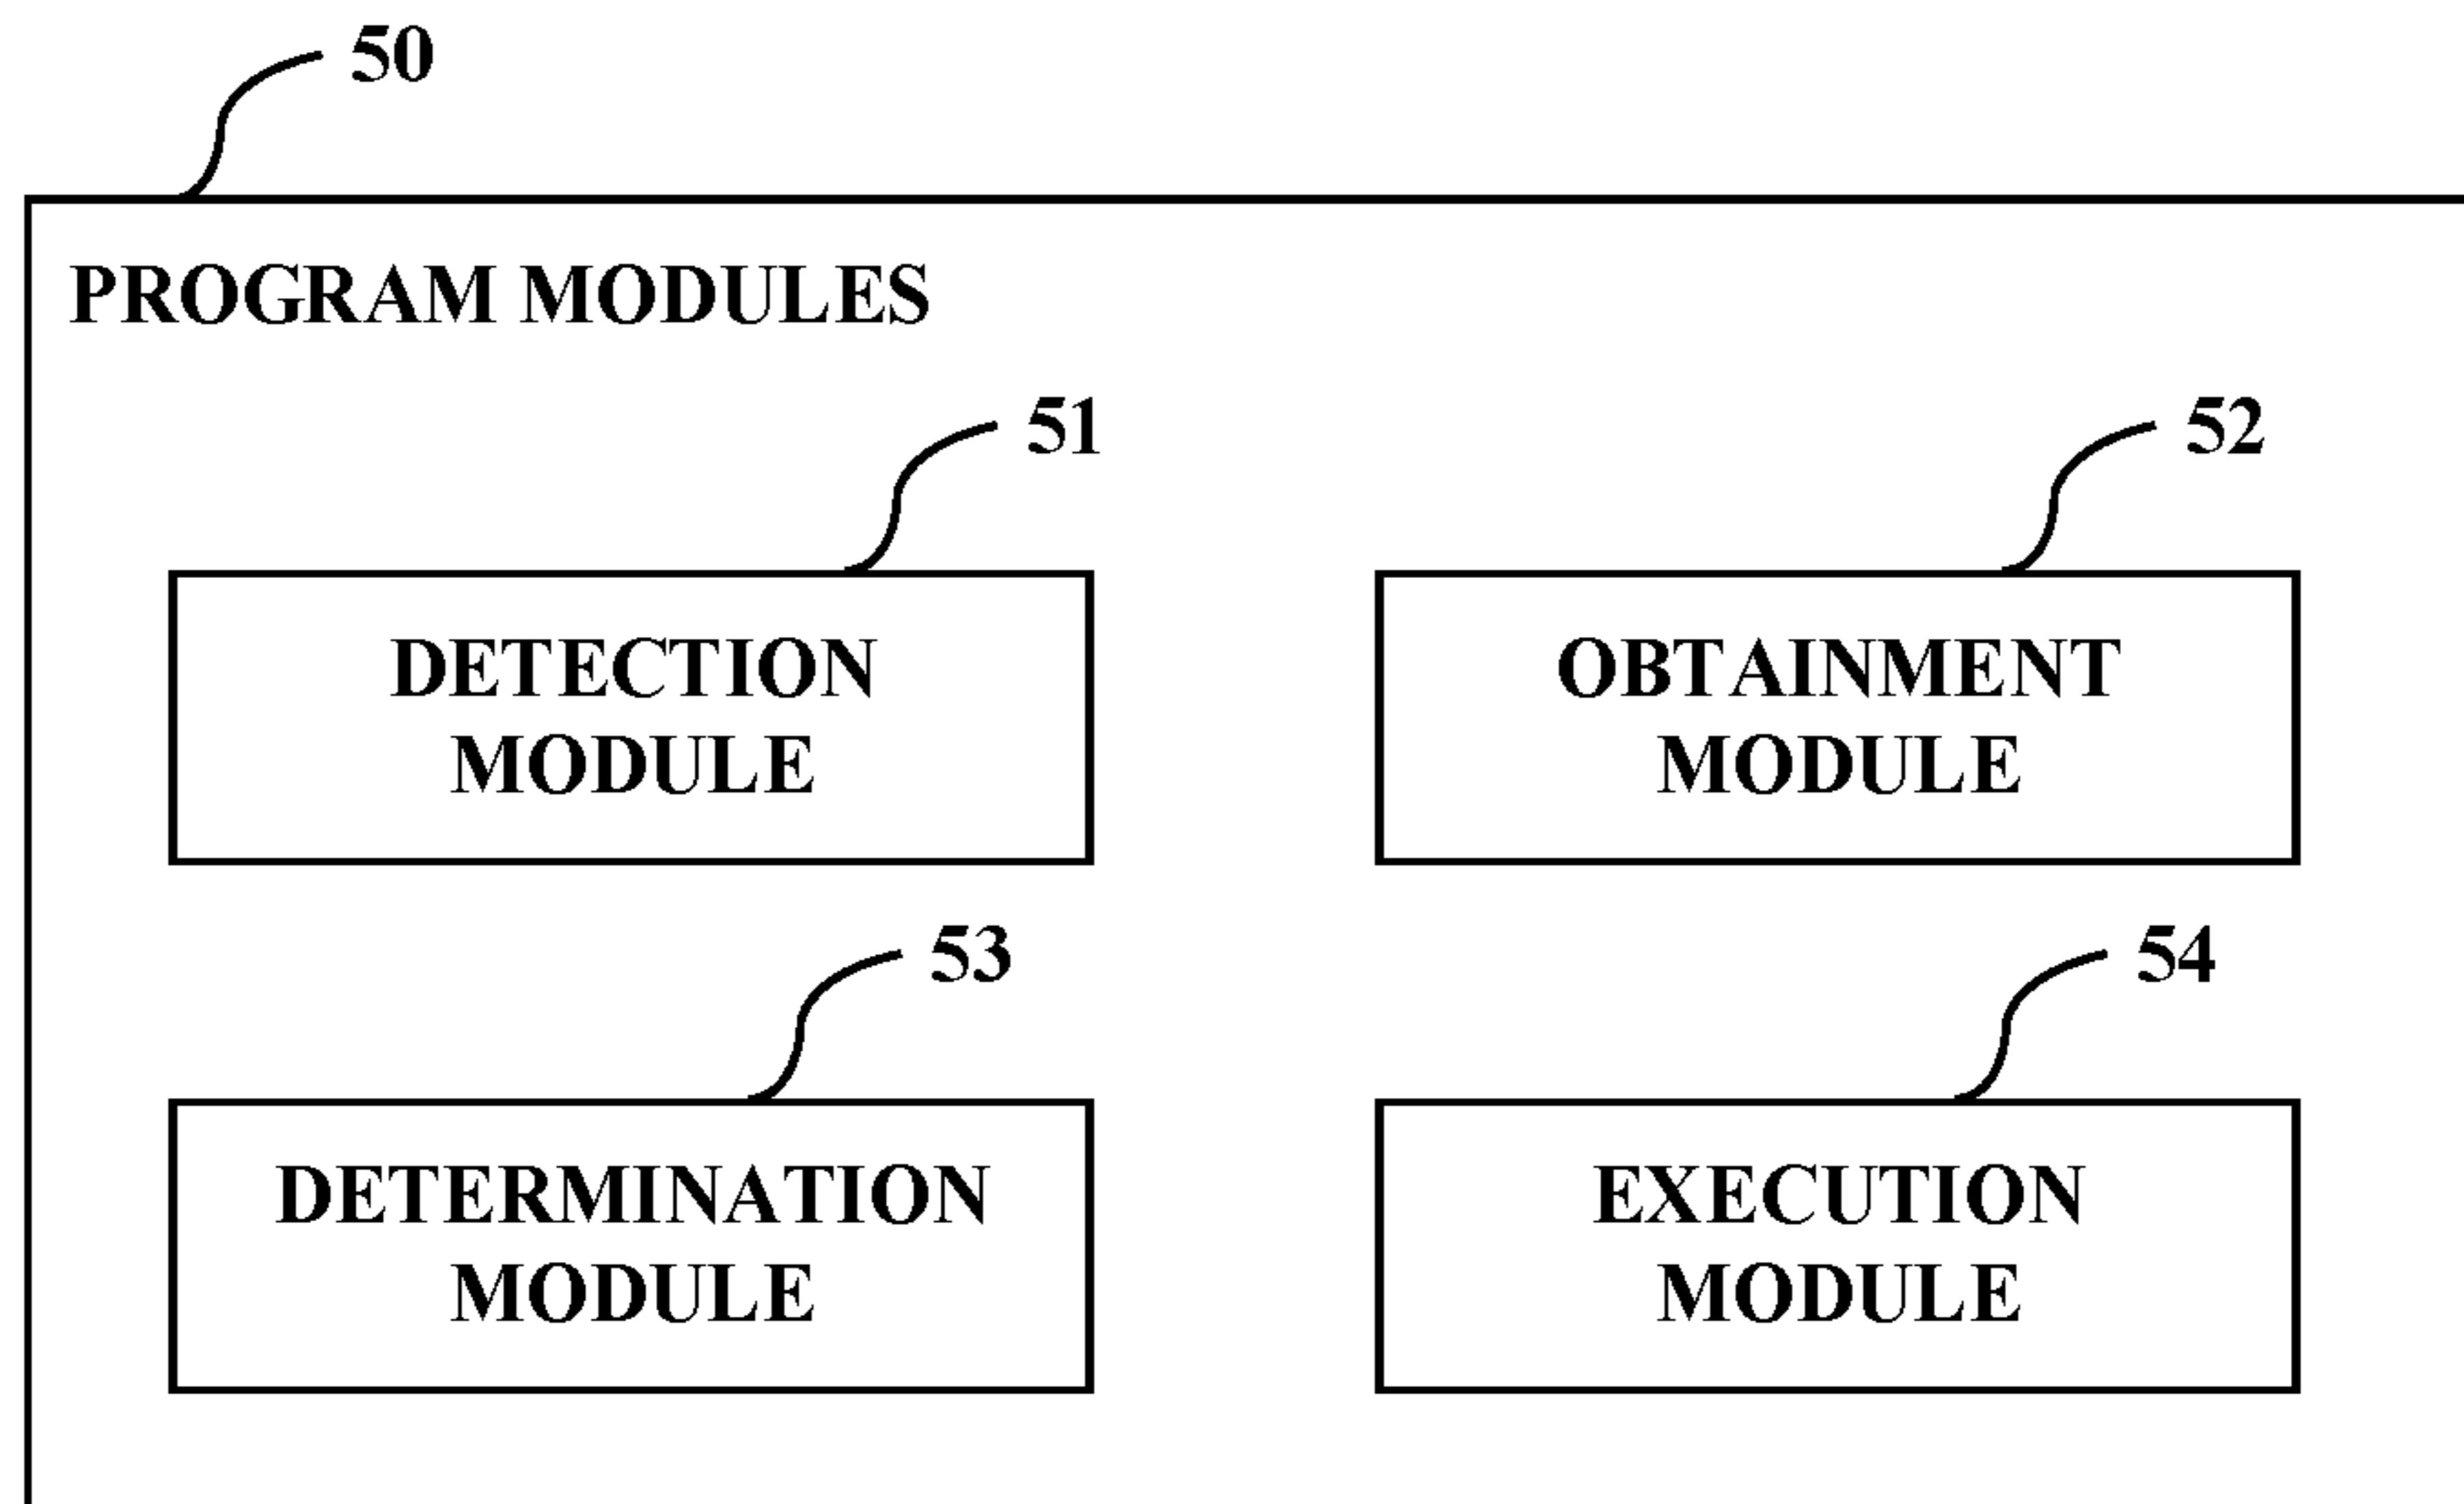 50
PROGRAM MODULES
51
52
DETECTION
MODULE
OBTAINMENT
MODULE
53
54
DETERMINATION
MODULE
EXECUTION
MODULE